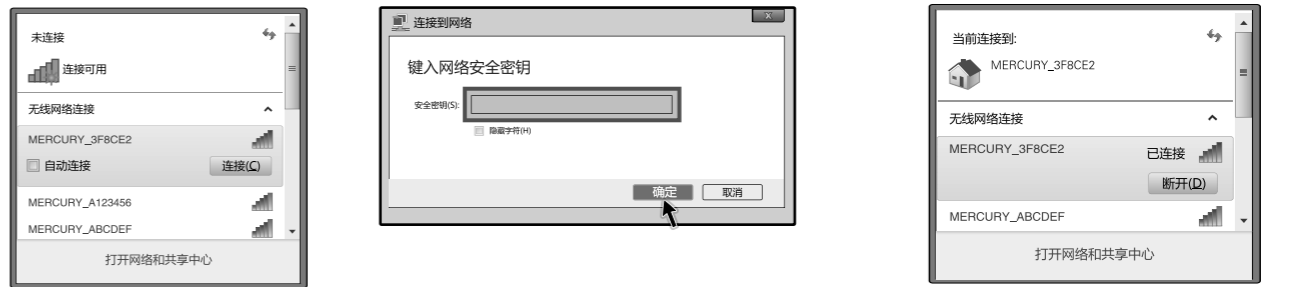 未连接
连接可用
无线网络连接
MERCURY_3F8CE2
自动连接
连接(C)
MERCURY_A123456
MERCURY_ABCDEF
打开网络和共享中心
连接到网络
x
键入网络安全密钥
安全密钥(S):
隐藏字符(H)
确定
取消
当前连接到:
MERCURY_3F8CE2
无线网络连接
MERCURY_3F8CE2
已连接
断开(D)
MERCURY_ABCDEF
打开网络和共享中心